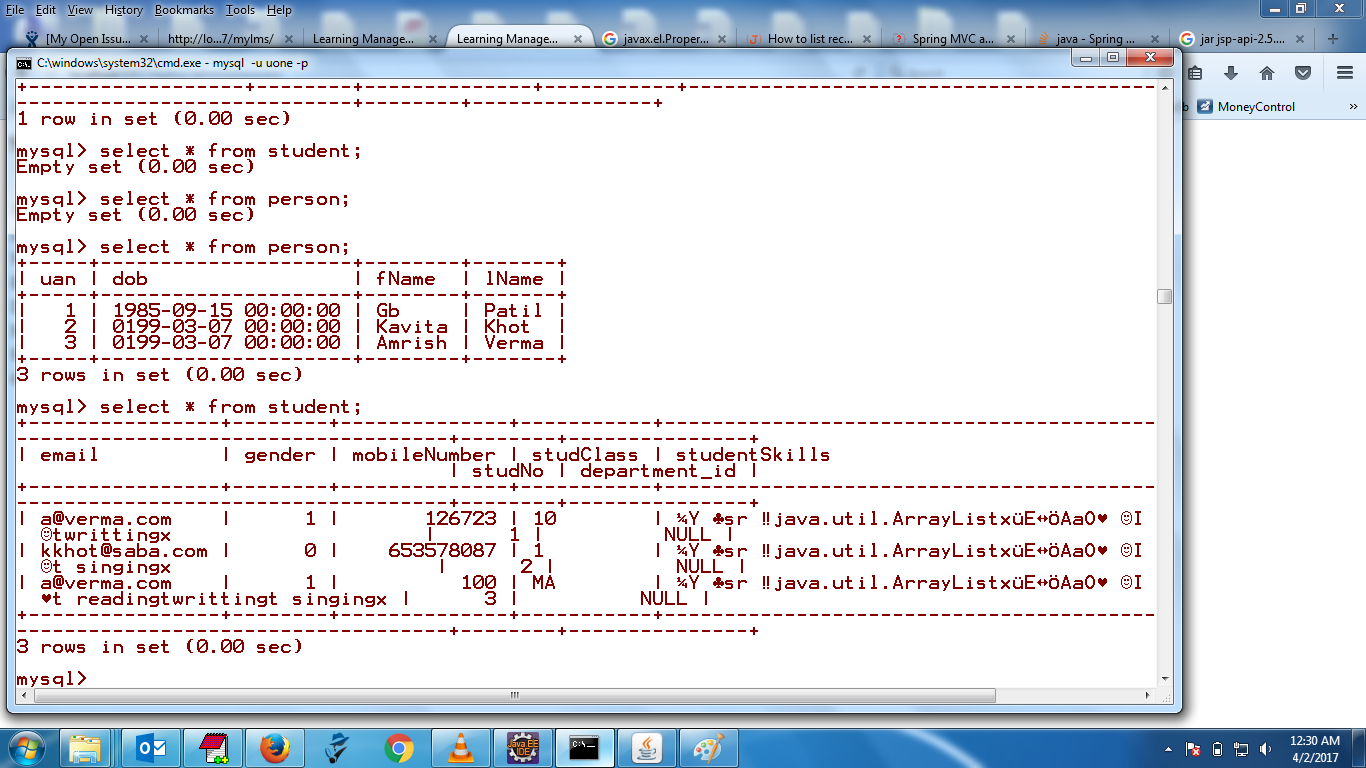 File Edit View History Bookmarks Tools Help
[My Open Issu... http://lo...7/mylms/ Learning Manage... Learning Manage... javax.el.Proper... How to list rec... Spring MVC a... java - Spring ... jar jsp-api-2.5....
C:\windows\system32\cmd.exe - mysql -u uone -p
b MoneyControl »
+-------------------+--------+---------------+-----------+---------------------------------------
------------------------------------+--------+----------------+
1 row in set (0.00 sec)
mysql> select * from student;
Empty set (0.00 sec)
mysql> select * from person;
Empty set (0.00 sec)
mysql> select * from person;
+-----+---------------------+--------+-------+
| uan | dob                 | fName  | lName |
+-----+---------------------+--------+-------+
|   1 | 1985-09-15 00:00:00 | Gb     | Patil |
|   2 | 0199-03-07 00:00:00 | Kavita | Khot  |
|   3 | 0199-03-07 00:00:00 | Amrish | Verma |
+-----+---------------------+--------+-------+
3 rows in set (0.00 sec)
mysql> select * from student;
+----------------+--------+--------------+-----------+-----------------------------------------
------------------------------------+--------+---------------+
| email          | gender | mobileNumber | studClass | studentSkills
| studNo | department_id |
+----------------+--------+--------------+-----------+-----------------------------------------
------------------------------------+--------+---------------+
| a@verma.com    |      1 |       126723 | 10        | ¼Y ♣sr ‼java.util.ArrayListxüE↔ÖAaO♥ ☺I
☺twrittingx | 1 | NULL |
| kkhot@saba.com |      0 |    653578087 | 1         | ¼Y ♣sr ‼java.util.ArrayListxüE↔ÖAaO♥ ☺I
☺t singingx | 2 | NULL |
| a@verma.com    |      1 |          100 | MA        | ¼Y ♣sr ‼java.util.ArrayListxüE↔ÖAaO♥ ☺I
♥t readingtwrittingt singingx | 3 | NULL |
+----------------+--------+--------------+-----------+-----------------------------------------
------------------------------------+--------+---------------+
3 rows in set (0.00 sec)
mysql>
Java EE
IDE
12:30 AM
4/2/2017